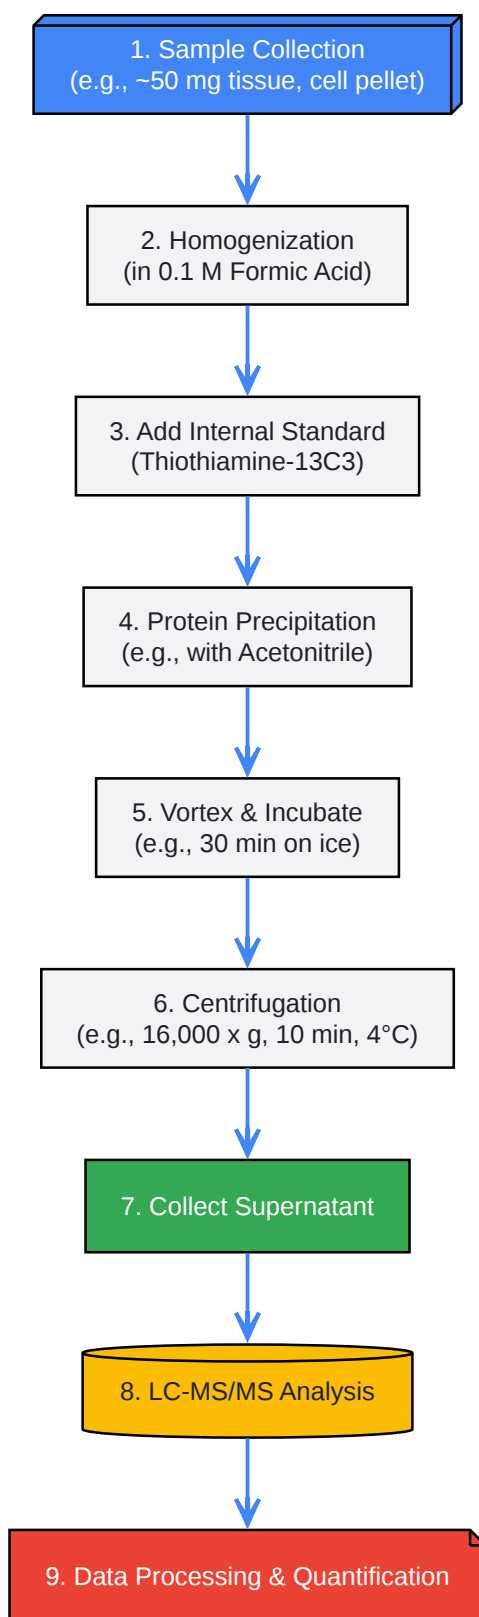 1. Sample Collection
(e.g., ~50 mg tissue, cell pellet)
2. Homogenization
(in 0.1 M Formic Acid)
3. Add Internal Standard
(Thiothiamine-13C3)
4. Protein Precipitation
(e.g., with Acetonitrile)
5. Vortex & Incubate
(e.g., 30 min on ice)
6. Centrifugation
(e.g., 16,000 x g, 10 min, 4°C)
7. Collect Supernatant
8. LC-MS/MS Analysis
9. Data Processing & Quantification